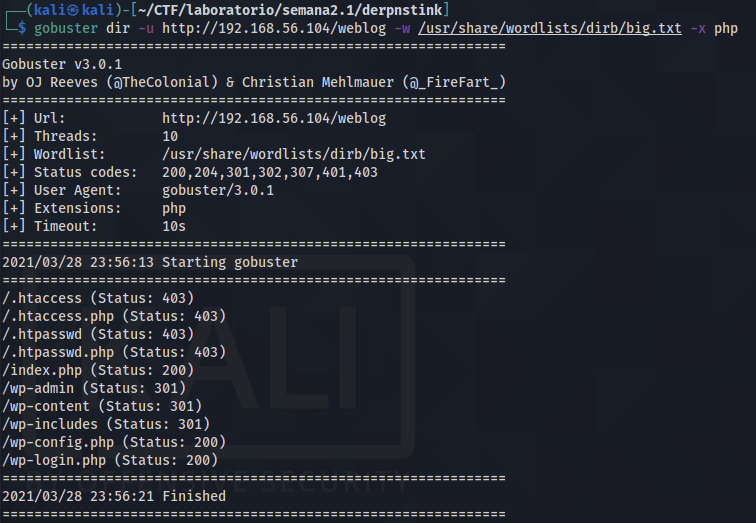 (kali㉿kali)-[~/CTF/laboratorio/semana2.1/derpnstink]
$ gobuster dir -u http://192.168.56.104/weblog -w /usr/share/wordlists/dirb/big.txt -x php
===============================================================
Gobuster v3.0.1
by OJ Reeves (@TheColonial) & Christian Mehlmauer (@_FireFart_)
===============================================================
[+] Url:            http://192.168.56.104/weblog
[+] Threads:        10
[+] Wordlist:       /usr/share/wordlists/dirb/big.txt
[+] Status codes:   200,204,301,302,307,401,403
[+] User Agent:     gobuster/3.0.1
[+] Extensions:     php
[+] Timeout:        10s
===============================================================
2021/03/28 23:56:13 Starting gobuster
===============================================================
/.htaccess (Status: 403)
/.htaccess.php (Status: 403)
/.htpasswd (Status: 403)
/.htpasswd.php (Status: 403)
/index.php (Status: 200)
/wp-admin (Status: 301)
/wp-content (Status: 301)
/wp-includes (Status: 301)
/wp-config.php (Status: 200)
/wp-login.php (Status: 200)
===============================================================
2021/03/28 23:56:21 Finished
===============================================================
KALI
BY OFFENSIVE SECURITY